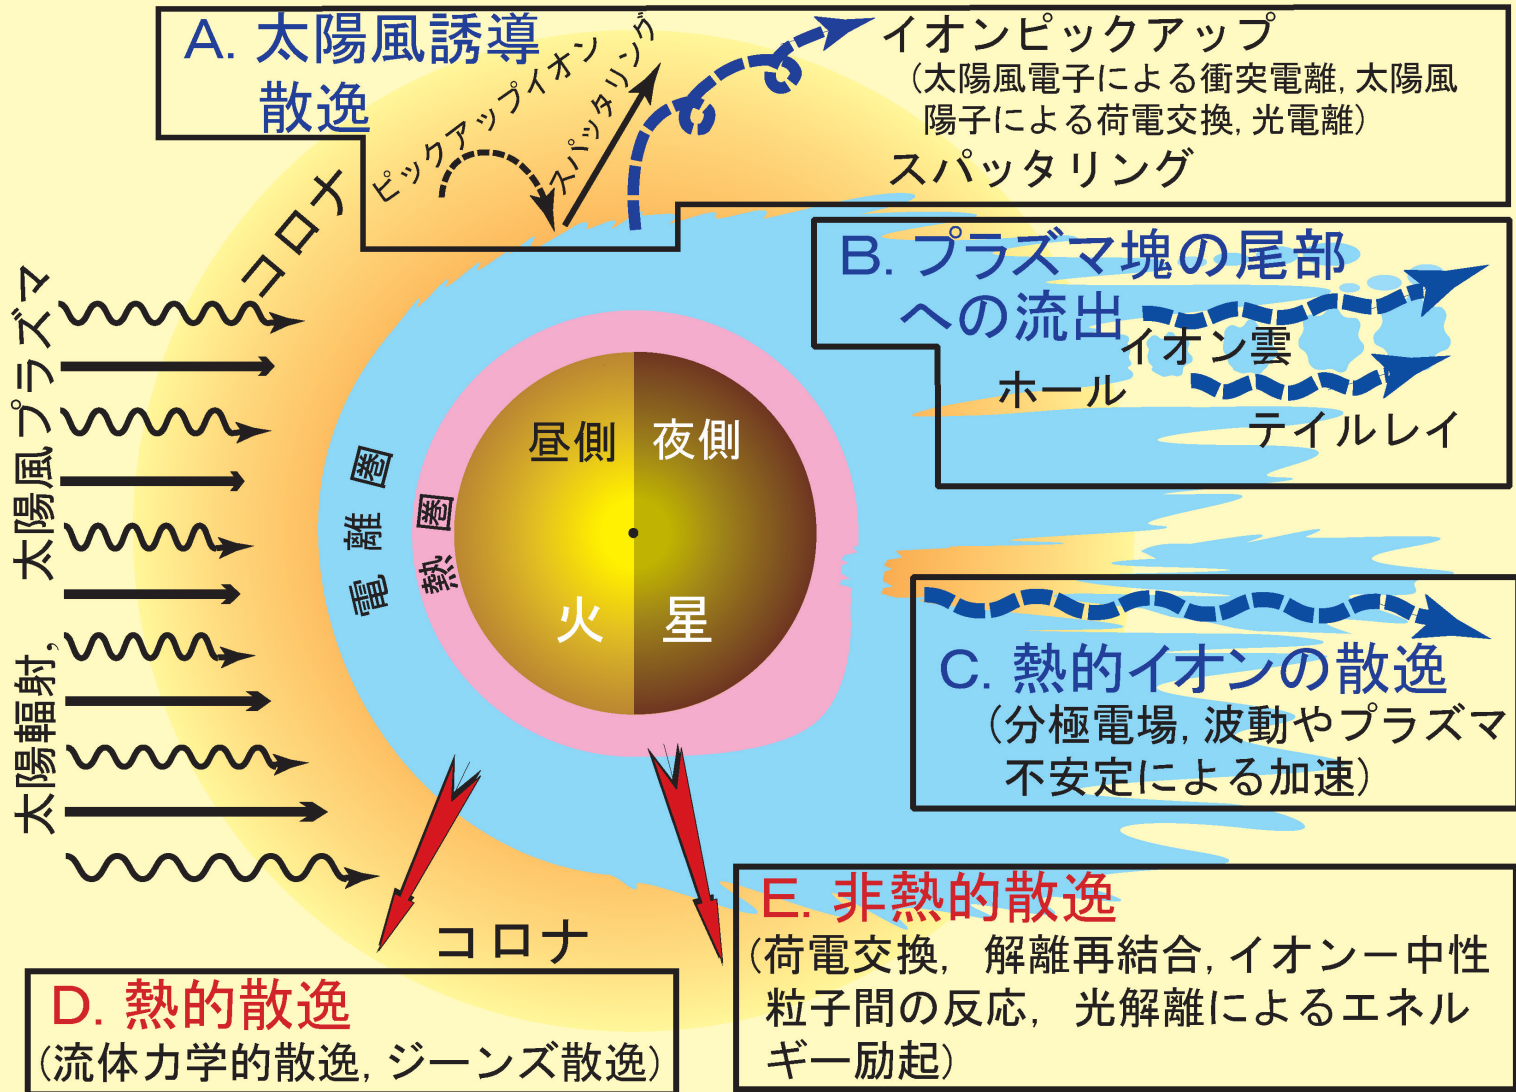 A. 太陽風誘導
散逸
ピックアップイオン
スパッタリング
イオンピックアップ
(太陽風電子による衝突電離, 太陽風
陽子による荷電交換, 光電離)
スパッタリング
コロナ
太陽輻射, 太陽風プラズマ
B. プラズマ塊の尾部
への流出
イオン雲
ホール
テイルレイ
昼側
夜側
電離圏
熱圏
火星
C. 熱的イオンの散逸
(分極電場, 波動やプラズマ
不安定による加速)
コロナ
D. 熱的散逸
(流体力学的散逸, ジーンズ散逸)
E. 非熱的散逸
(荷電交換, 解離再結合, イオンー中性
粒子間の反応, 光解離によるエネル
ギー励起)